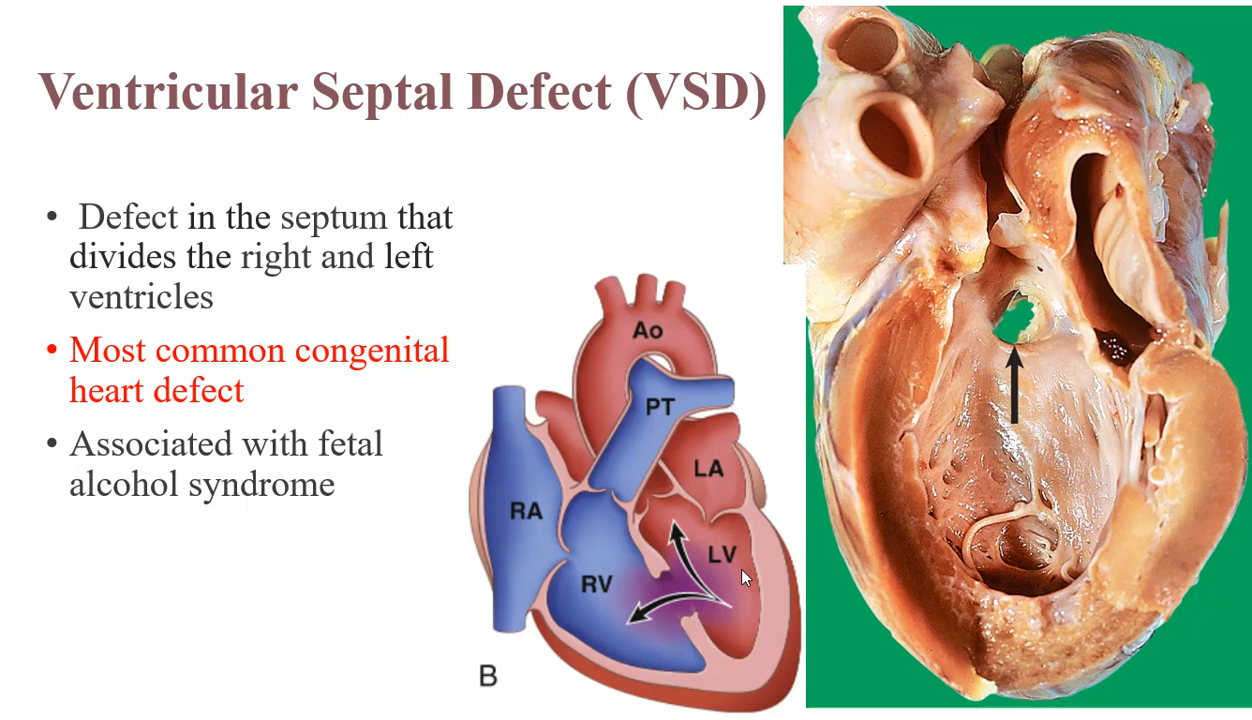 Ventricular Septal Defect (VSD)
• Defect in the septum that
divides the right and left
ventricles
• Most common congenital
heart defect
• Associated with fetal
alcohol syndrome
Ao
PT
LA
RA
LV
RV
B